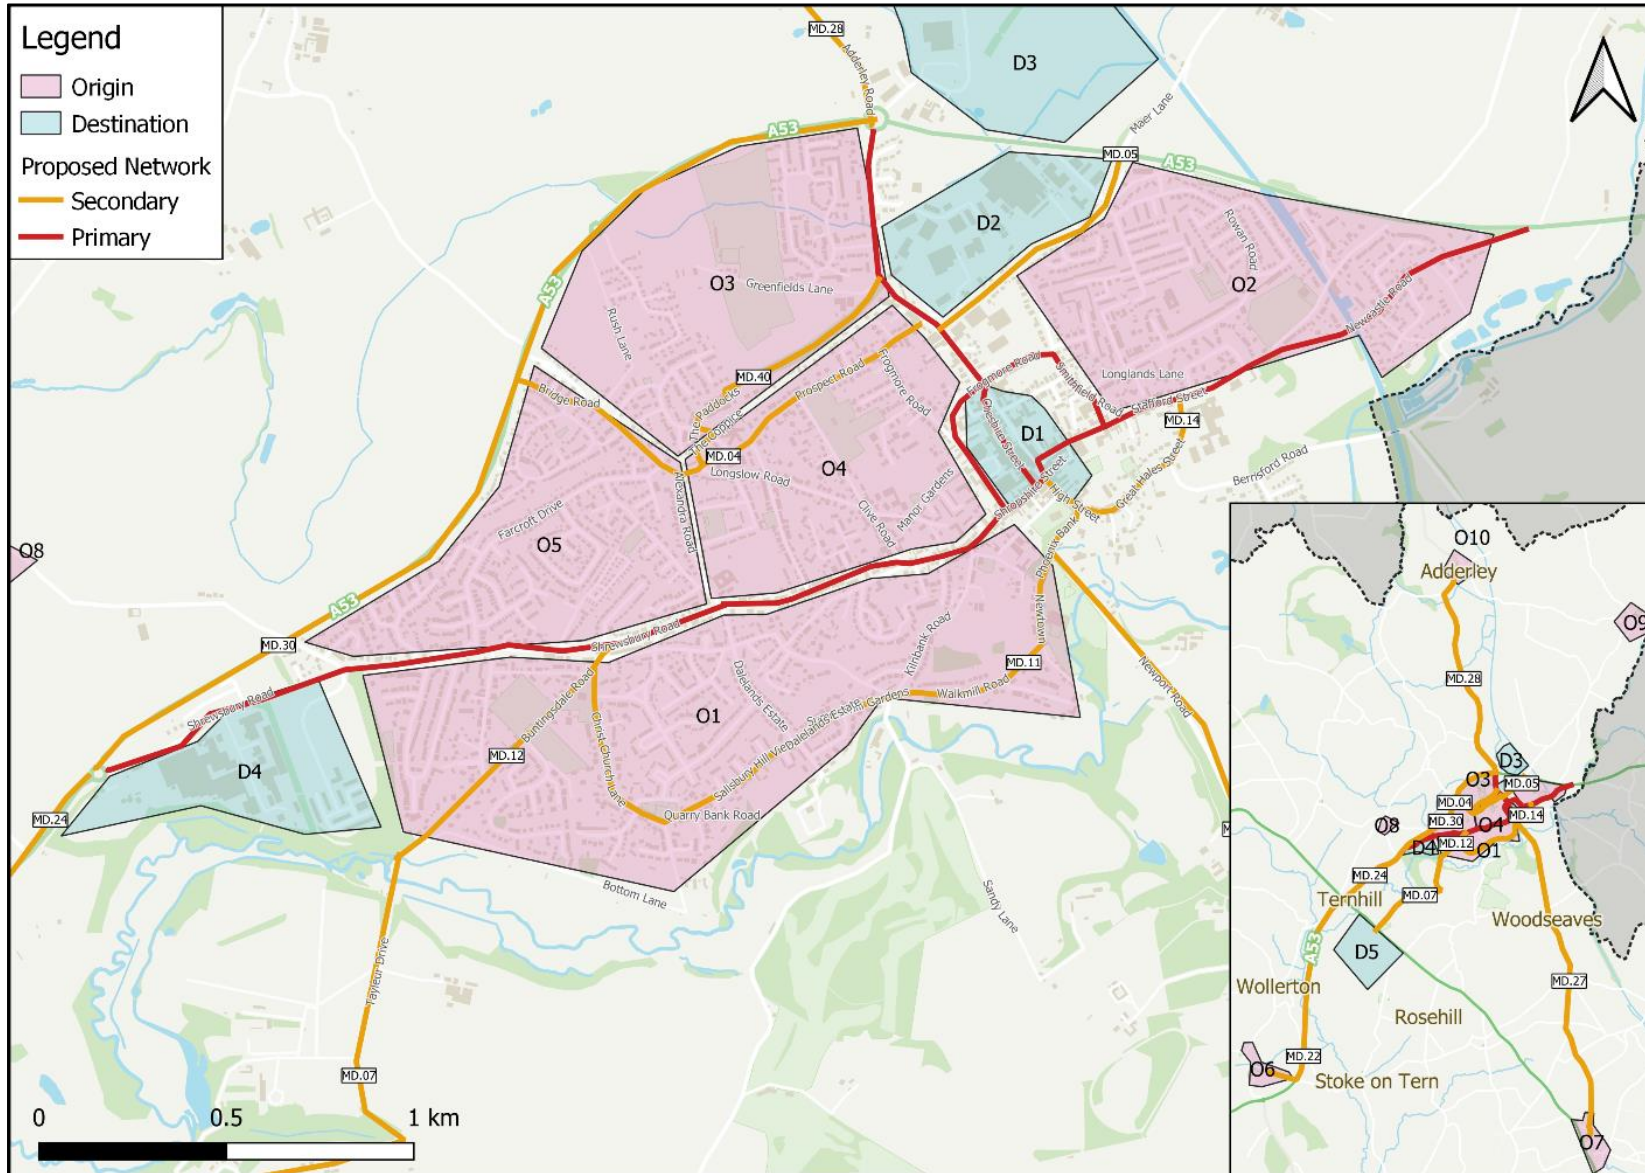 Legend
Origin
Destination
Proposed Network
Secondary
Primary
MD.28
Adderley Road
D3
Maer Lane
A53
MD.05
A53
D2
Rowan Road
O3
Greenfields Lane
O2
A53
Rush Lane
Newcastle Road
MD.40
The Paddocks
Prospect Road
Frogmore Road
Frogmore Road
Smithfield Road
Longlands Lane
Stafford Street
Bridge Road
The Coppice
Cheshire Street
D1
MD.14
MD.04
Longslow Road
O4
Manor Gardens
Shropshire Street
High Street
Great Hales Street
Berrisford Road
Alexandra Road
Clive Road
Farcroft Drive
O5
Phoenix Bank
O8
A53
Newtown
MD.30
Shrewsbury Road
Kilnbank Road
MD.11
Newport Road
Shrewsbury Road
Buntingsdale Road
Dalelands Estate
Walkmill Road
Gardens
Dalelands Estate
O1
Salisbury Hill View
MD.12
D4
Christ Church Lane
Quarry Bank Road
MD.24
Bottom Lane
Sandy Lane
Tayleur Drive
MD.07
0 0.5 1 km
O10
Adderley
O9
MD.28
D3
O3
MD.05
MD.04
MD.14
MD.30
O4
O8
MD.12
D4
O1
MD.24
MD.07
Ternhill
Woodseaves
A53
D5
Wollerton
MD.27
Rosehill
MD.22
O6
Stoke on Tern
O7